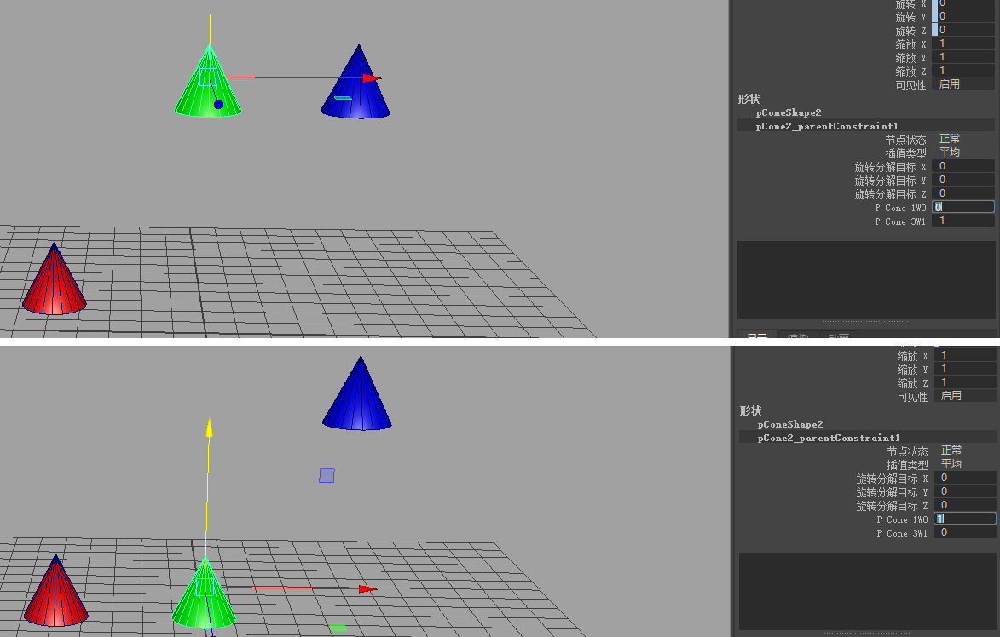 旋转 X 0
旋转 Y 0
旋转 Z 0
缩放 X 1
缩放 Y 1
缩放 Z 1
可见性 启用
形状
pConeShape2
pCone2_parentConstraint1
节点状态 正常
插值类型 平均
旋转分解目标 X 0
旋转分解目标 Y 0
旋转分解目标 Z 0
P Cone 1W0 0
P Cone 3W1 1
显示 渲染 动画
缩放 X 1
缩放 Y 1
缩放 Z 1
可见性 启用
形状
pConeShape2
pCone2_parentConstraint1
节点状态 正常
插值类型 平均
旋转分解目标 X 0
旋转分解目标 Y 0
旋转分解目标 Z 0
P Cone 1W0 1
P Cone 3W1 0